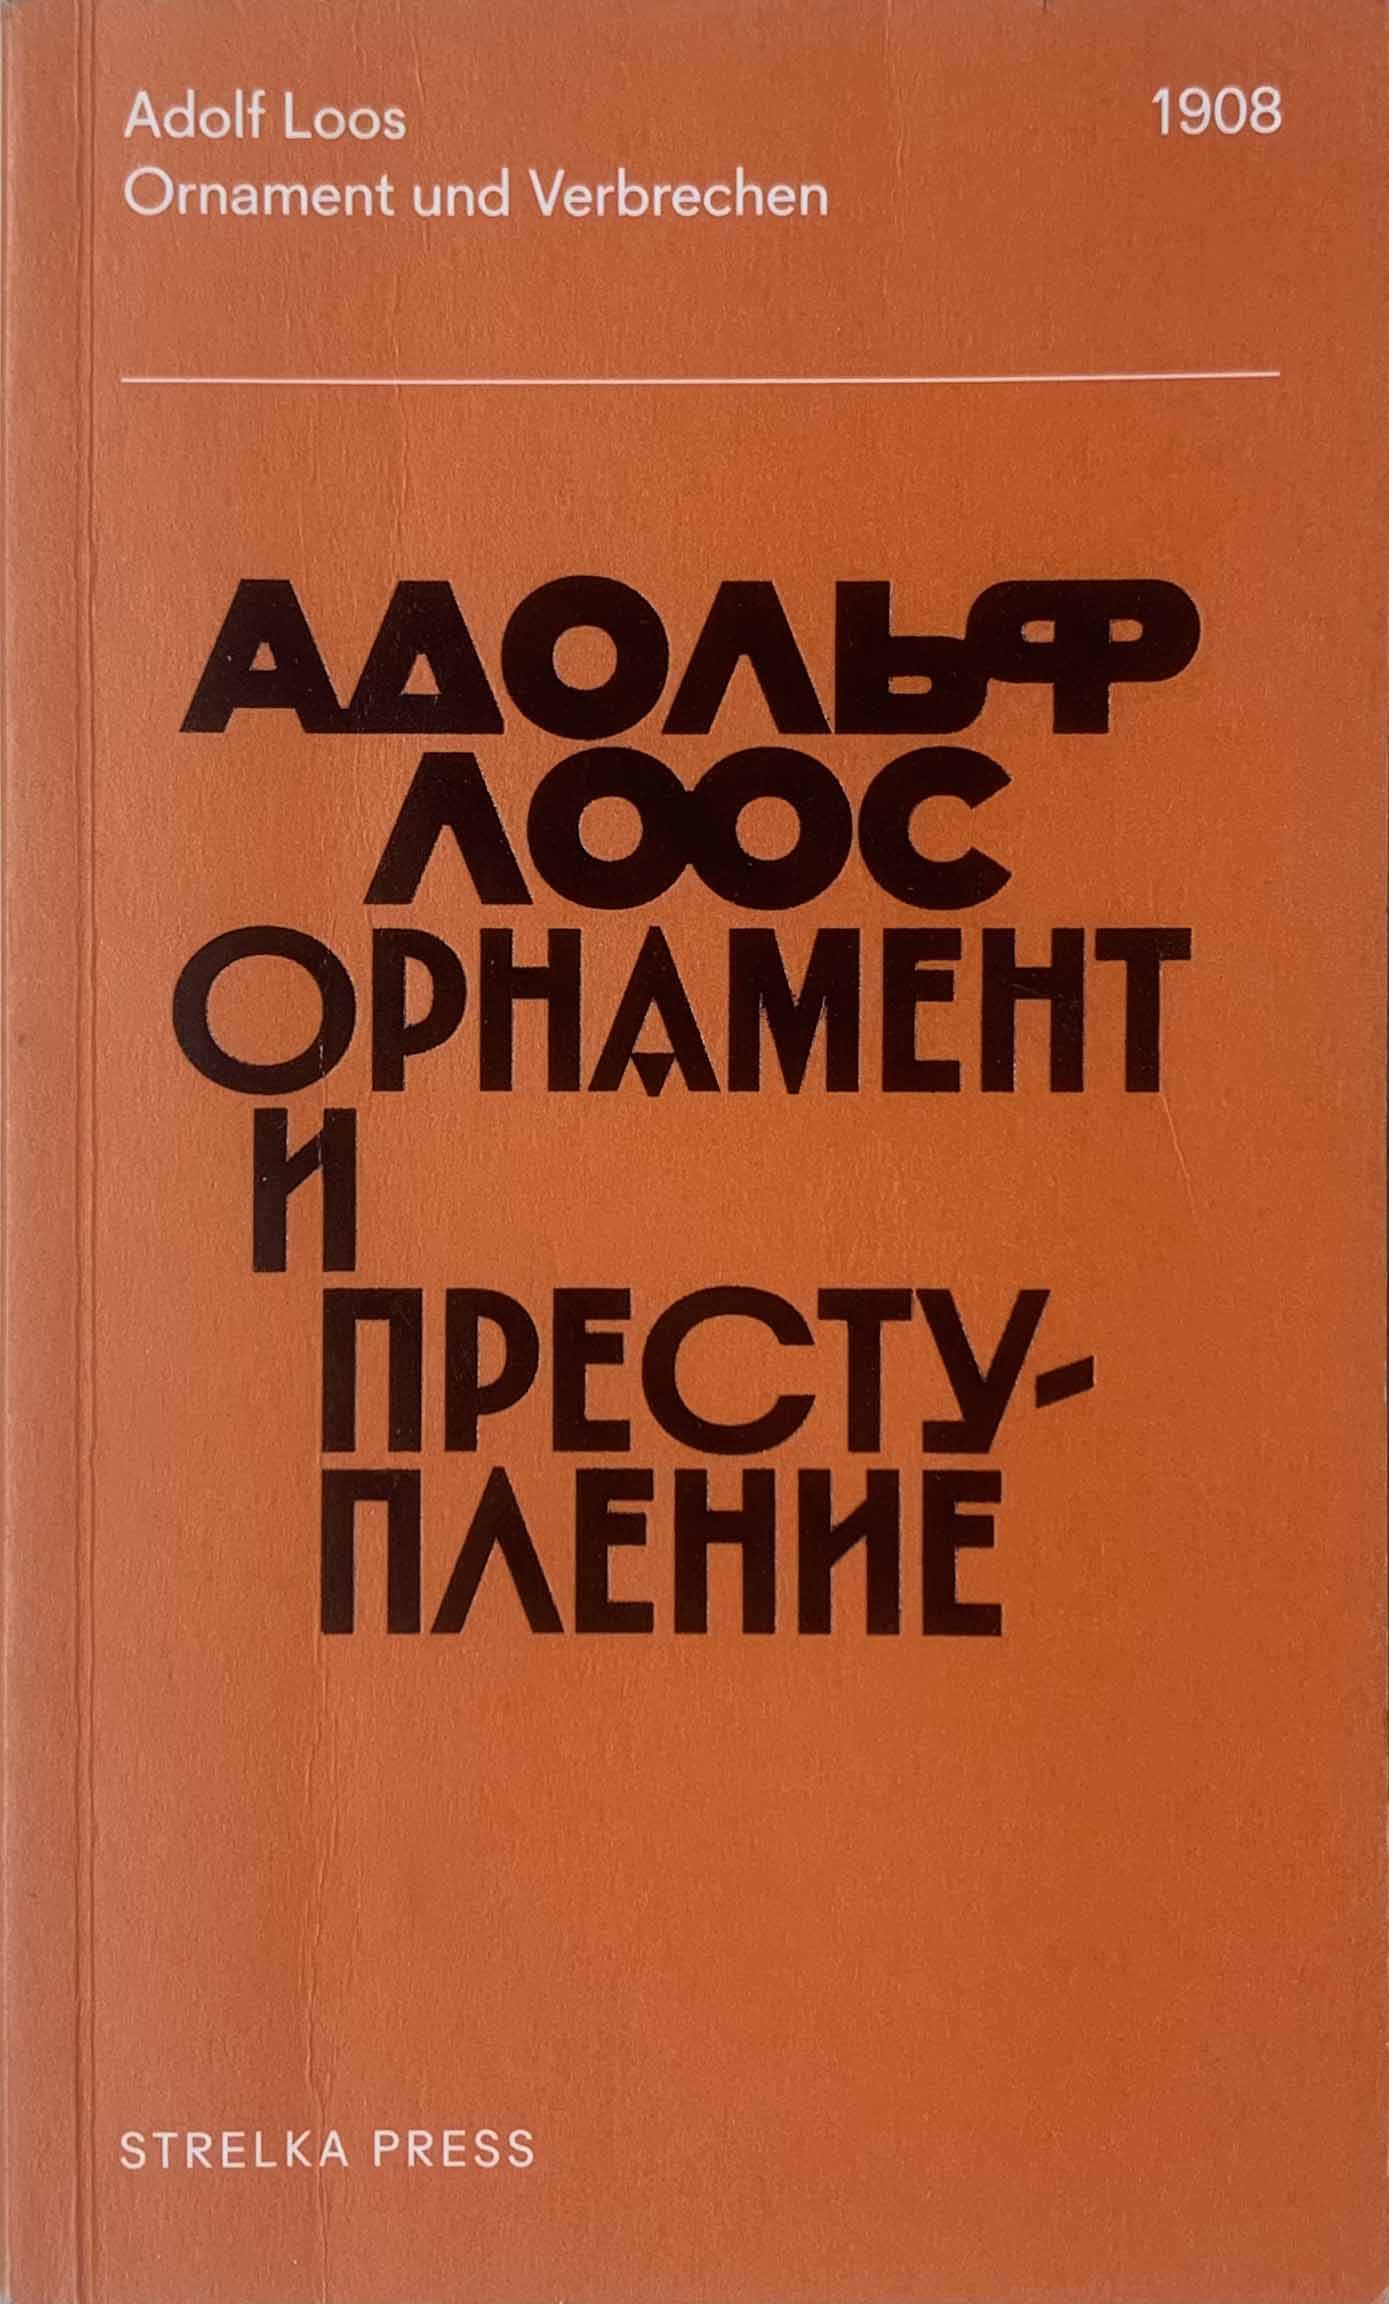 Adolf Loos
1908
Ornament und Verbrechen
АДОЛЬФ
ЛООС
ОРНАМЕНТ
И
ПРЕСТУ-
ПЛЕНИЕ
STRELKA PRESS